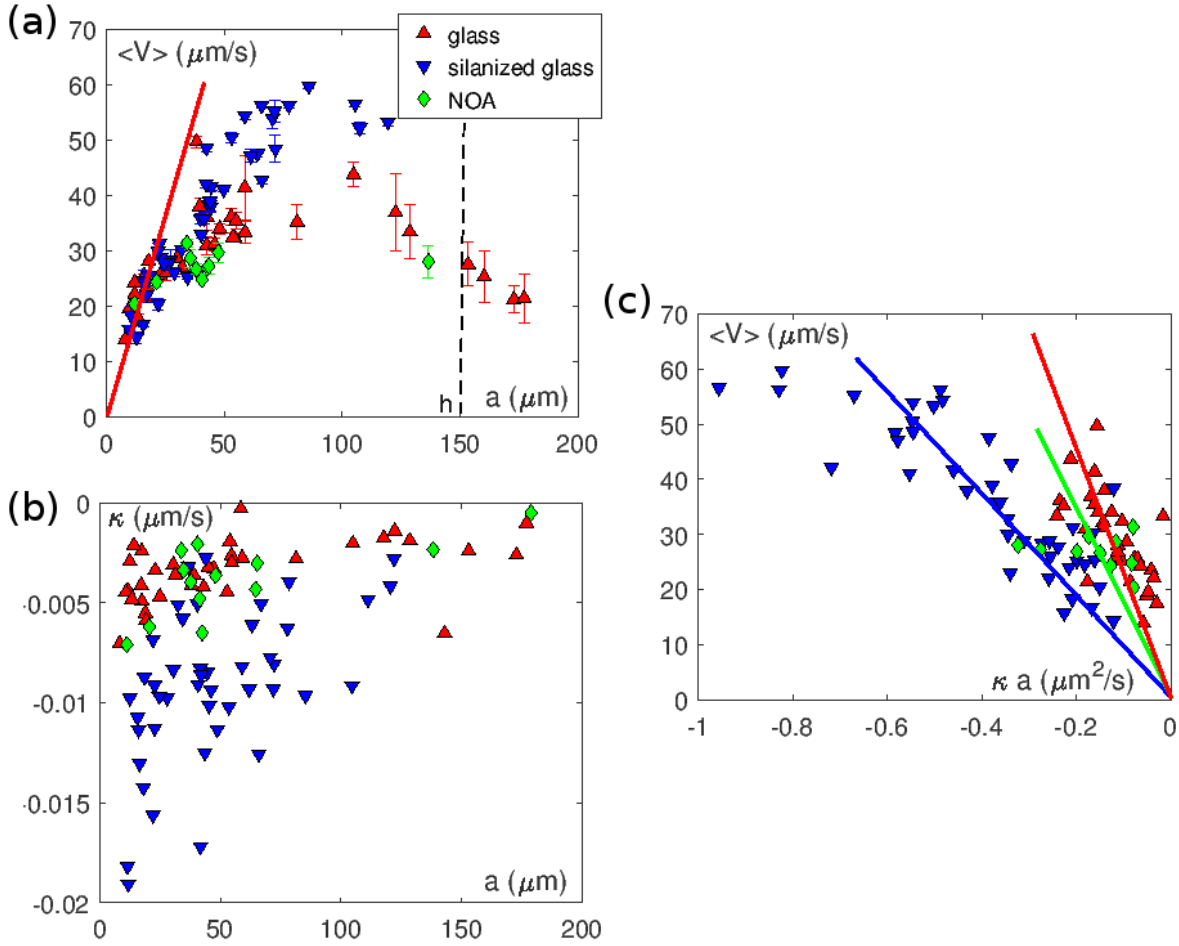 (a)
70
60
50
40
30
20
10
0
<V> (μm/s)
glass
silanized glass
NOA
h
a (μm)
0 50 100 150 200
(b)
0
-0.005
-0.01
-0.015
-0.02
κ (μm/s)
a (μm)
0 50 100 150 200
(c)
70
60
50
40
30
20
10
0
<V> (μm/s)
κ a (μm²/s)
-1 -0.8 -0.6 -0.4 -0.2 0